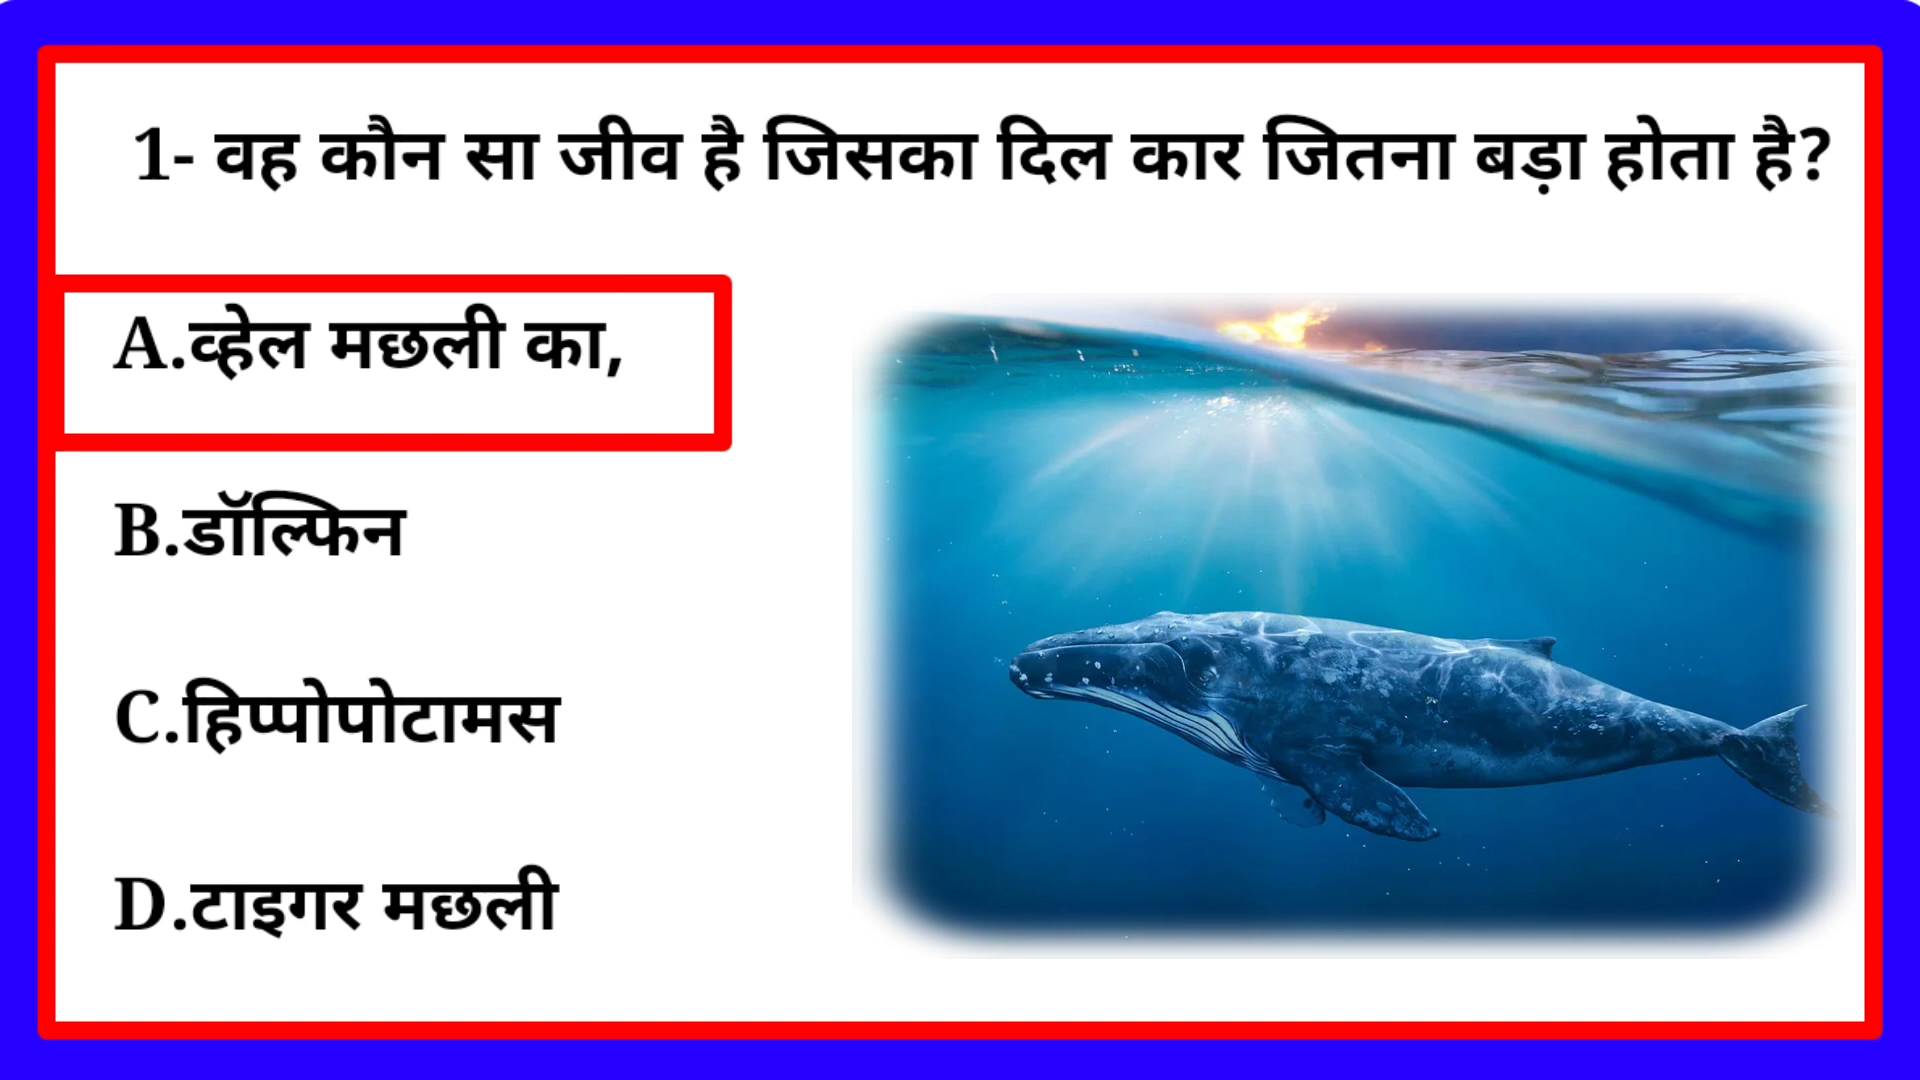 1- वह कौन सा जीव है जिसका दिल कार जितना बड़ा होता है?
A.व्हेल मछली का,
B.डॉल्फिन
C.हिप्पोपोटामस
D.टाइगर मछली